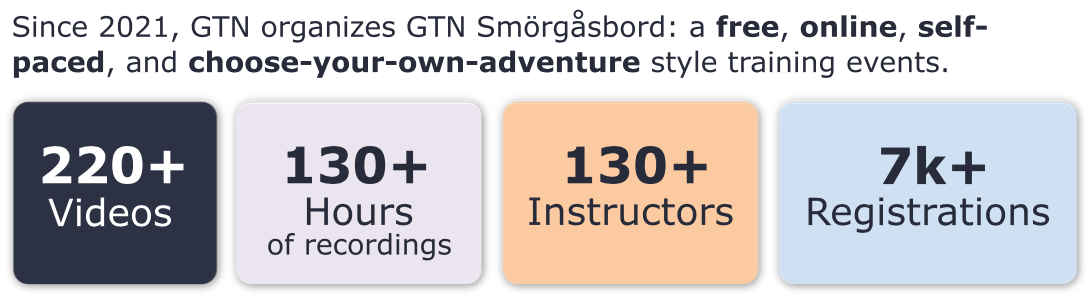 Since 2021, GTN organizes GTN Smörgåsbord: a free, online, self-
paced, and choose-your-own-adventure style training events.
220+
Videos
130+
Hours
of recordings
130+
Instructors
7k+
Registrations